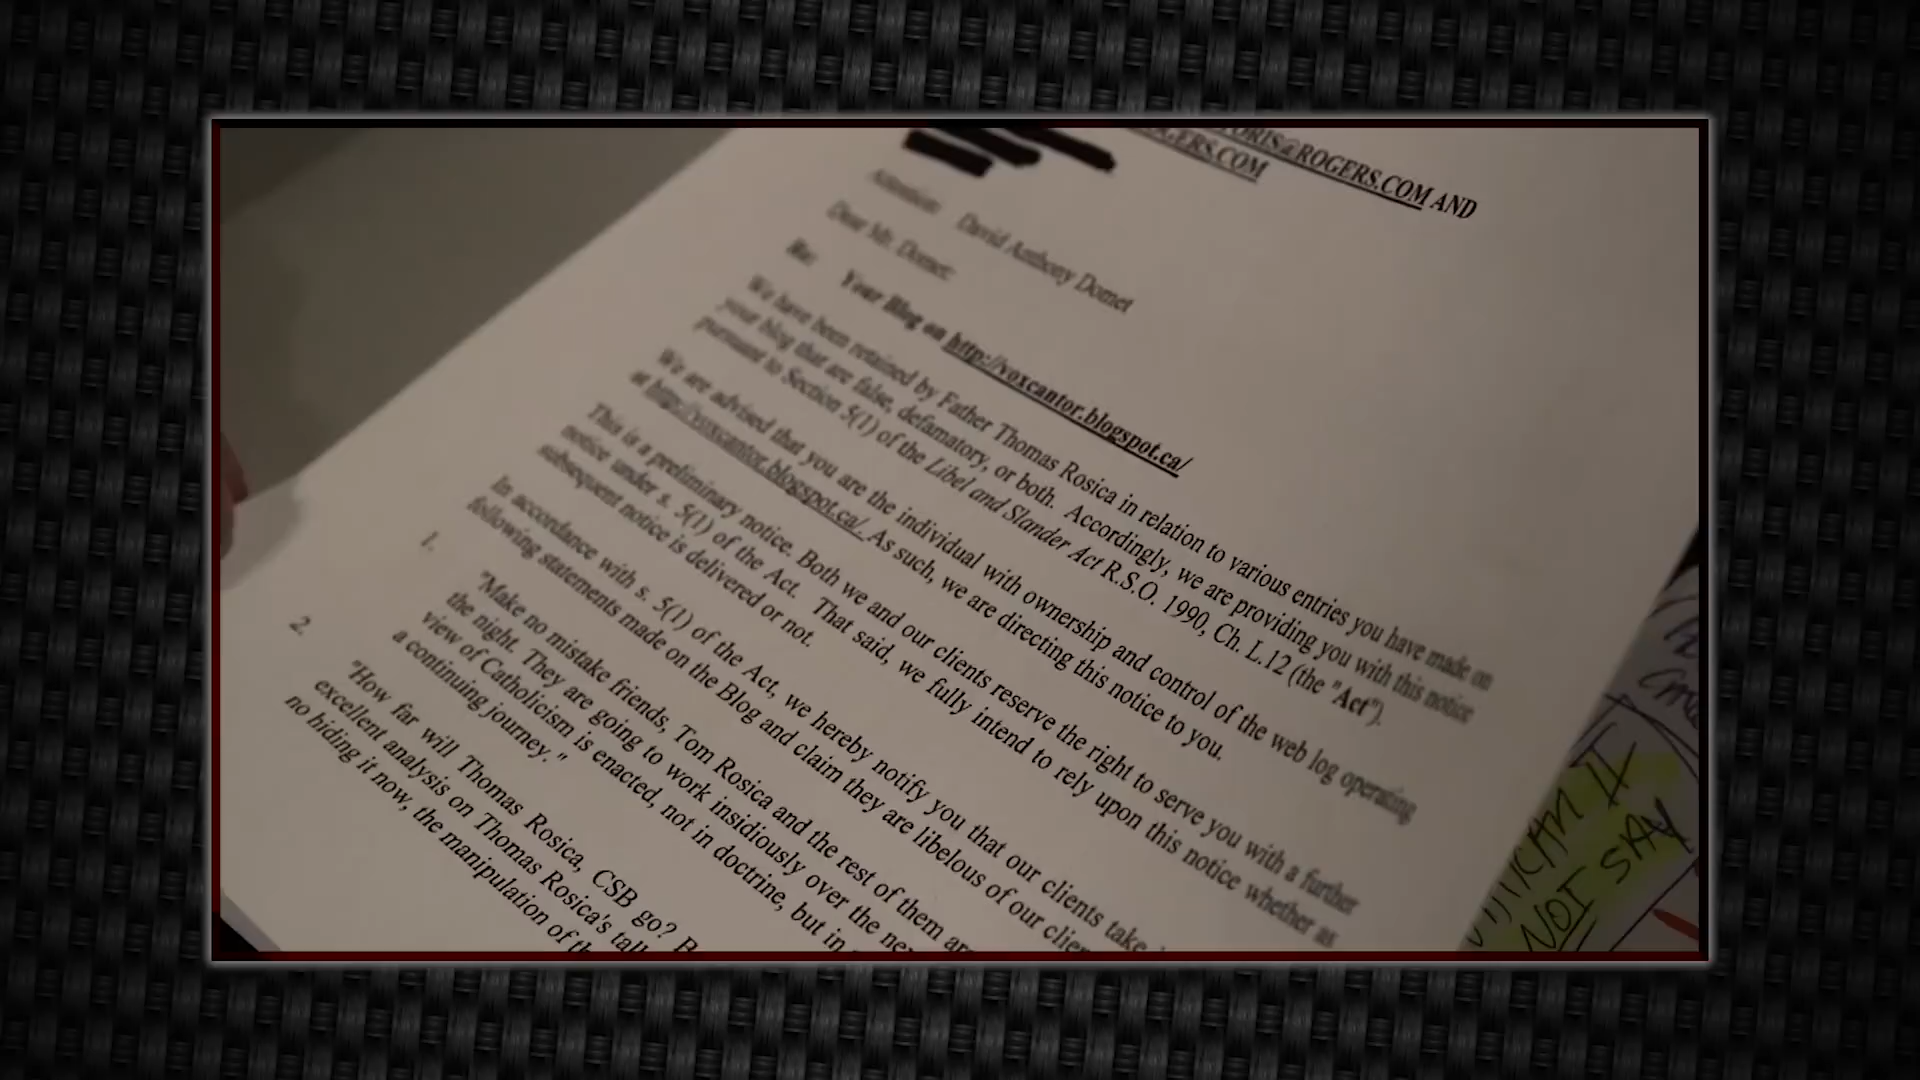 TORIS@ROGERS.COM AND
ROGERS.COM
Attention: David Anthony Domet
Dear Mr. Domet:
Re: Your Blog on http://voxcantor.blogspot.ca/
We have been retained by Father Thomas Rosica in relation to various entries you have made on
your blog that are false, defamatory, or both. Accordingly, we are providing you with this notice
pursuant to Section 5(1) of the Libel and Slander Act R.S.O. 1990, Ch. L.12 (the "Act").
We are advised that you are the individual with ownership and control of the web log operating
at http://voxcantor.blogspot.ca/. As such, we are directing this notice to you.
This is a preliminary notice. Both we and our clients reserve the right to serve you with a further
notice under s. 5(1) of the Act. That said, we fully intend to rely upon this notice whether as
subsequent notice is delivered or not.
In accordance with s. 5(1) of the Act, we hereby notify you that our clients take
following statements made on the Blog and claim they are libelous of our
1. "Make no mistake friends, Tom Rosica and the rest of them
the night. They are going to work insidiously over the
view of Catholicism is enacted, not in doctrine, but in
a continuing journey."
2. "How far will Thomas Rosica, CSB go?
excellent analysis on Thomas Rosica's
no hiding it now, the manipulation of
NOT SAY